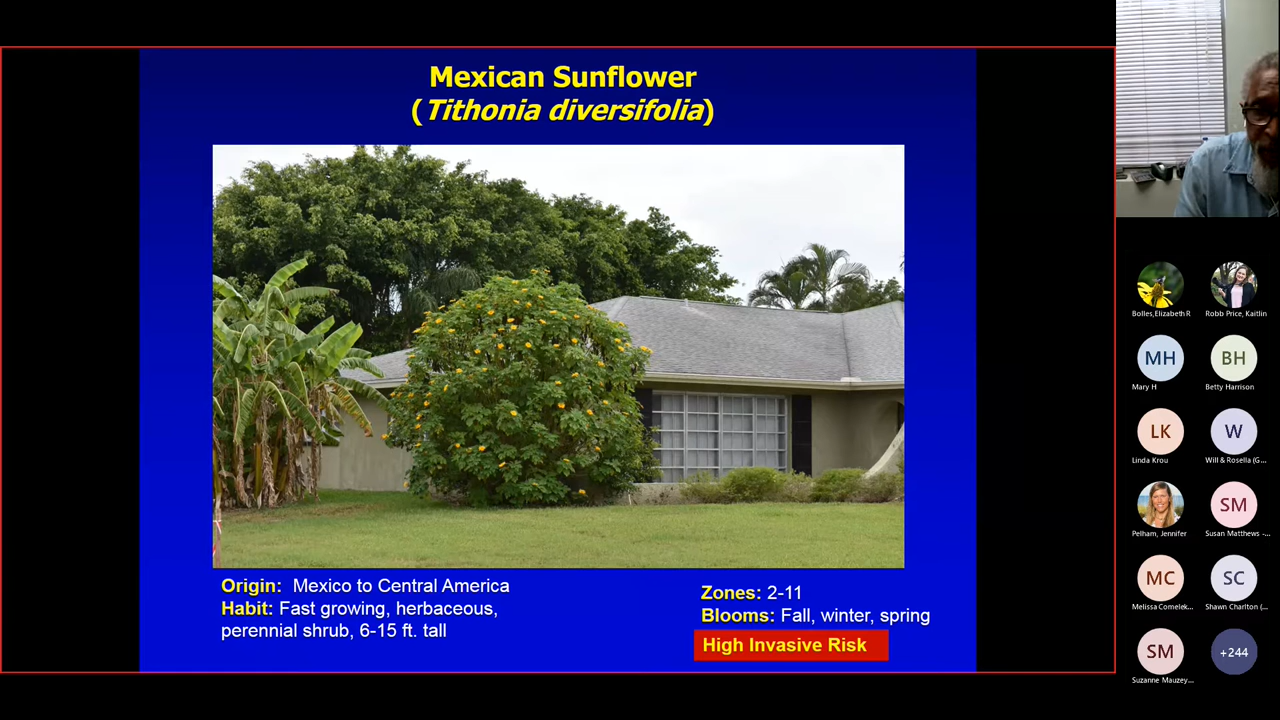 Mexican Sunflower
(Tithonia diversifolia)
Origin: Mexico to Central America
Habit: Fast growing, herbaceous,
perennial shrub, 6-15 ft. tall
Zones: 2-11
Blooms: Fall, winter, spring
High Invasive Risk
Bolles,Elizabeth R
Robb Price, Kaitlin
MH
BH
Mary H
Betty Harrison
LK
W
Linda Krou
Will & Rosella (G...
SM
Pelham, Jennifer
Susan Matthews -...
MC
SC
Melissa Comelek...
Shawn Charlton (...
SM
+244
Suzanne Mauzey...